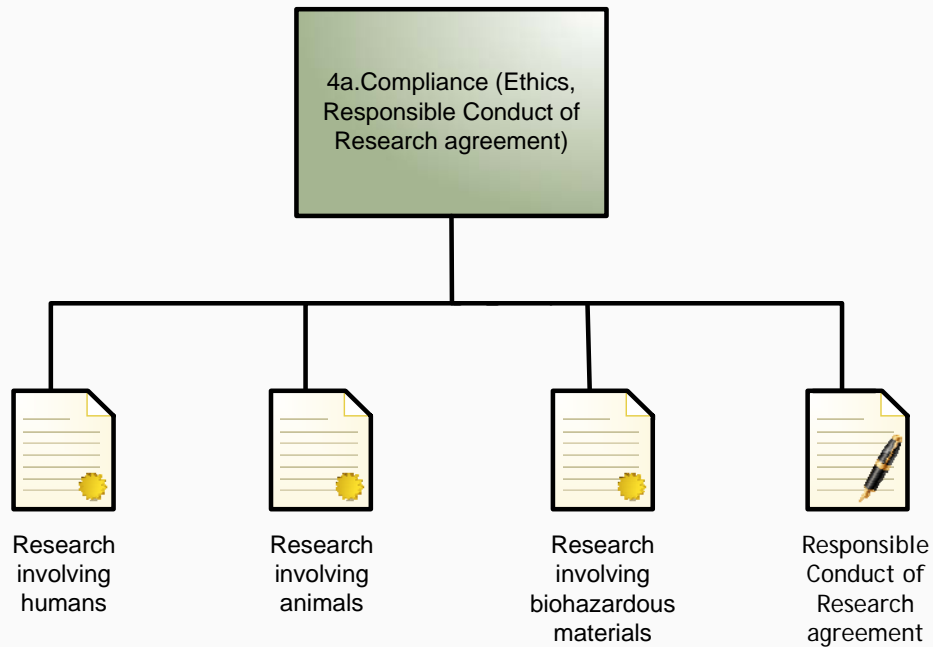 4a.Compliance (Ethics,
Responsible Conduct of
Research agreement)
Research
involving
humans
Research
involving
animals
Research
involving
biohazardous
materials
Responsible
Conduct of
Research
agreement